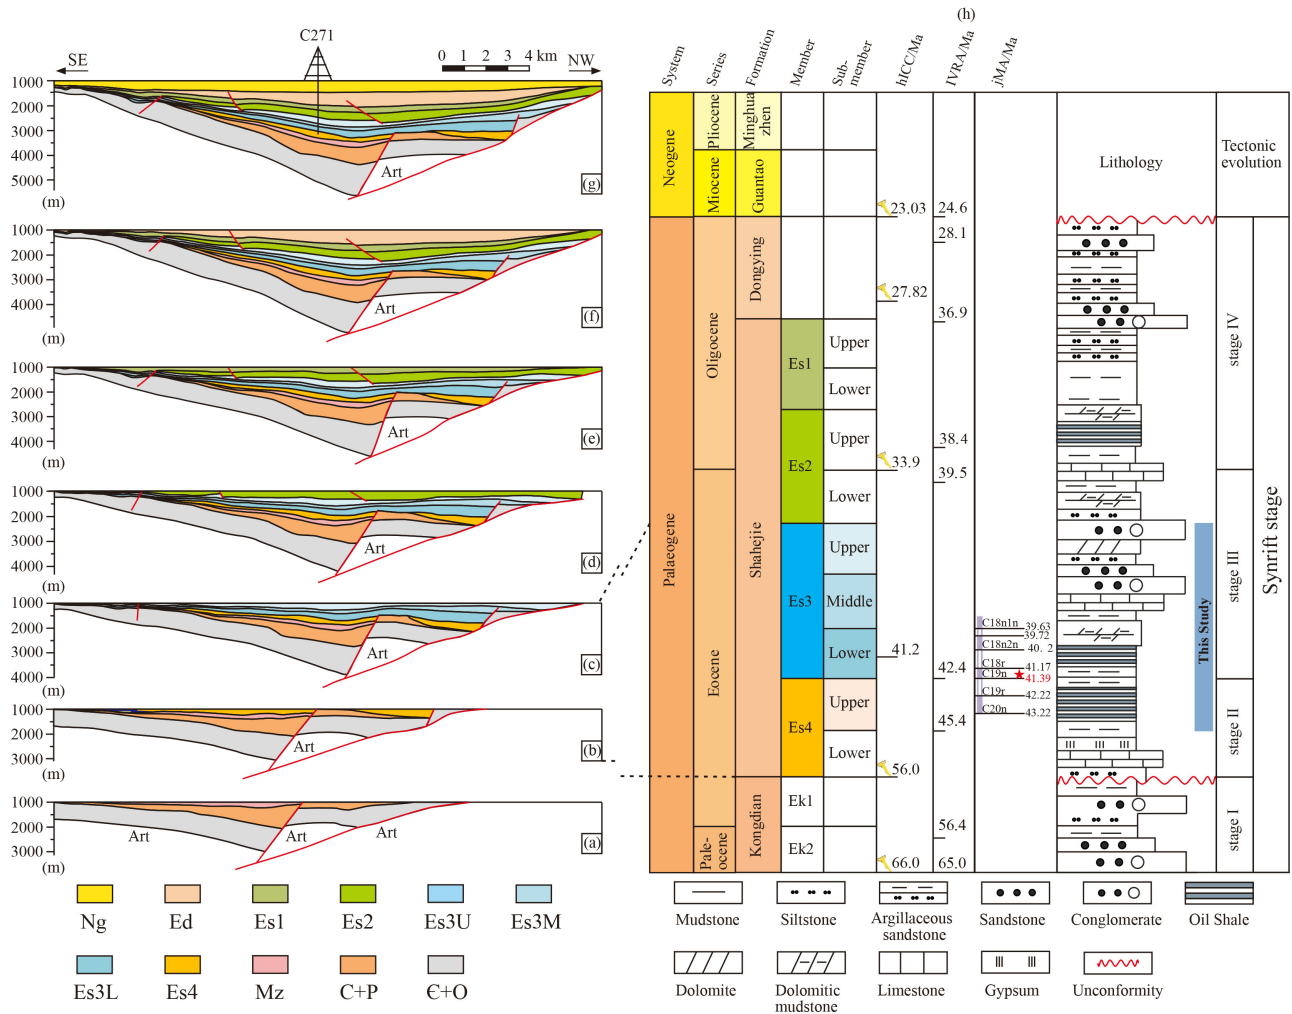 C271
SE
0 1 2 3 4 km
NW
1000
2000
3000
4000
5000
(m)
Art
(g)
1000
2000
3000
4000
(m)
Art
(f)
1000
2000
3000
4000
(m)
Art
(e)
1000
2000
3000
4000
(m)
Art
(d)
1000
2000
3000
4000
(m)
Art
(c)
1000
2000
3000
(m)
Art
(b)
1000
2000
3000
(m)
Art
Art
Art
(a)
Ng
Ed
Es1
Es2
Es3U
Es3M
Es3L
Es4
Mz
C+P
Є+O
(h)
System
Series
Formation
Member
Sub-
member
hICC/Ma
IVRA/Ma
jMA/Ma
Lithology
Tectonic
evolution
Neogene
Palaeogene
Pliocene
Miocene
Oligocene
Eocene
Pale-
ocene
Minghua
zhen
Guantao
Dongying
Shahejie
Kongdian
Es1
Es2
Es3
Es4
Ek1
Ek2
Upper
Lower
Upper
Lower
Upper
Middle
Lower
Upper
Lower
23.03
27.82
33.9
41.2
56.0
66.0
24.6
28.1
36.9
38.4
39.5
42.4
45.4
56.4
65.0
C18n1n
39.63
39.72
C18n2n
40. 2
C18r
41.17
C19n
41.39
C19r
42.22
C20n
43.22
This Study
stage IV
stage III
stage II
stage I
Synrift stage
Mudstone
Siltstone
Argillaceous
sandstone
Sandstone
Conglomerate
Oil Shale
Dolomite
Dolomitic
mudstone
Limestone
Gypsum
Unconformity